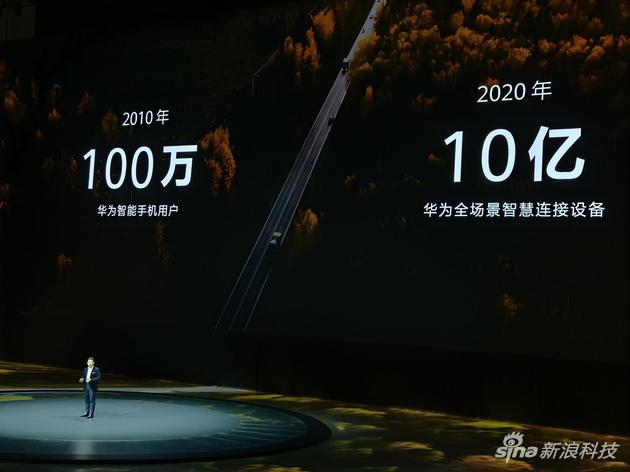 2010年
100万
华为智能手机用户
2020年
10亿
华为全场景智慧连接设备
sina新浪科技